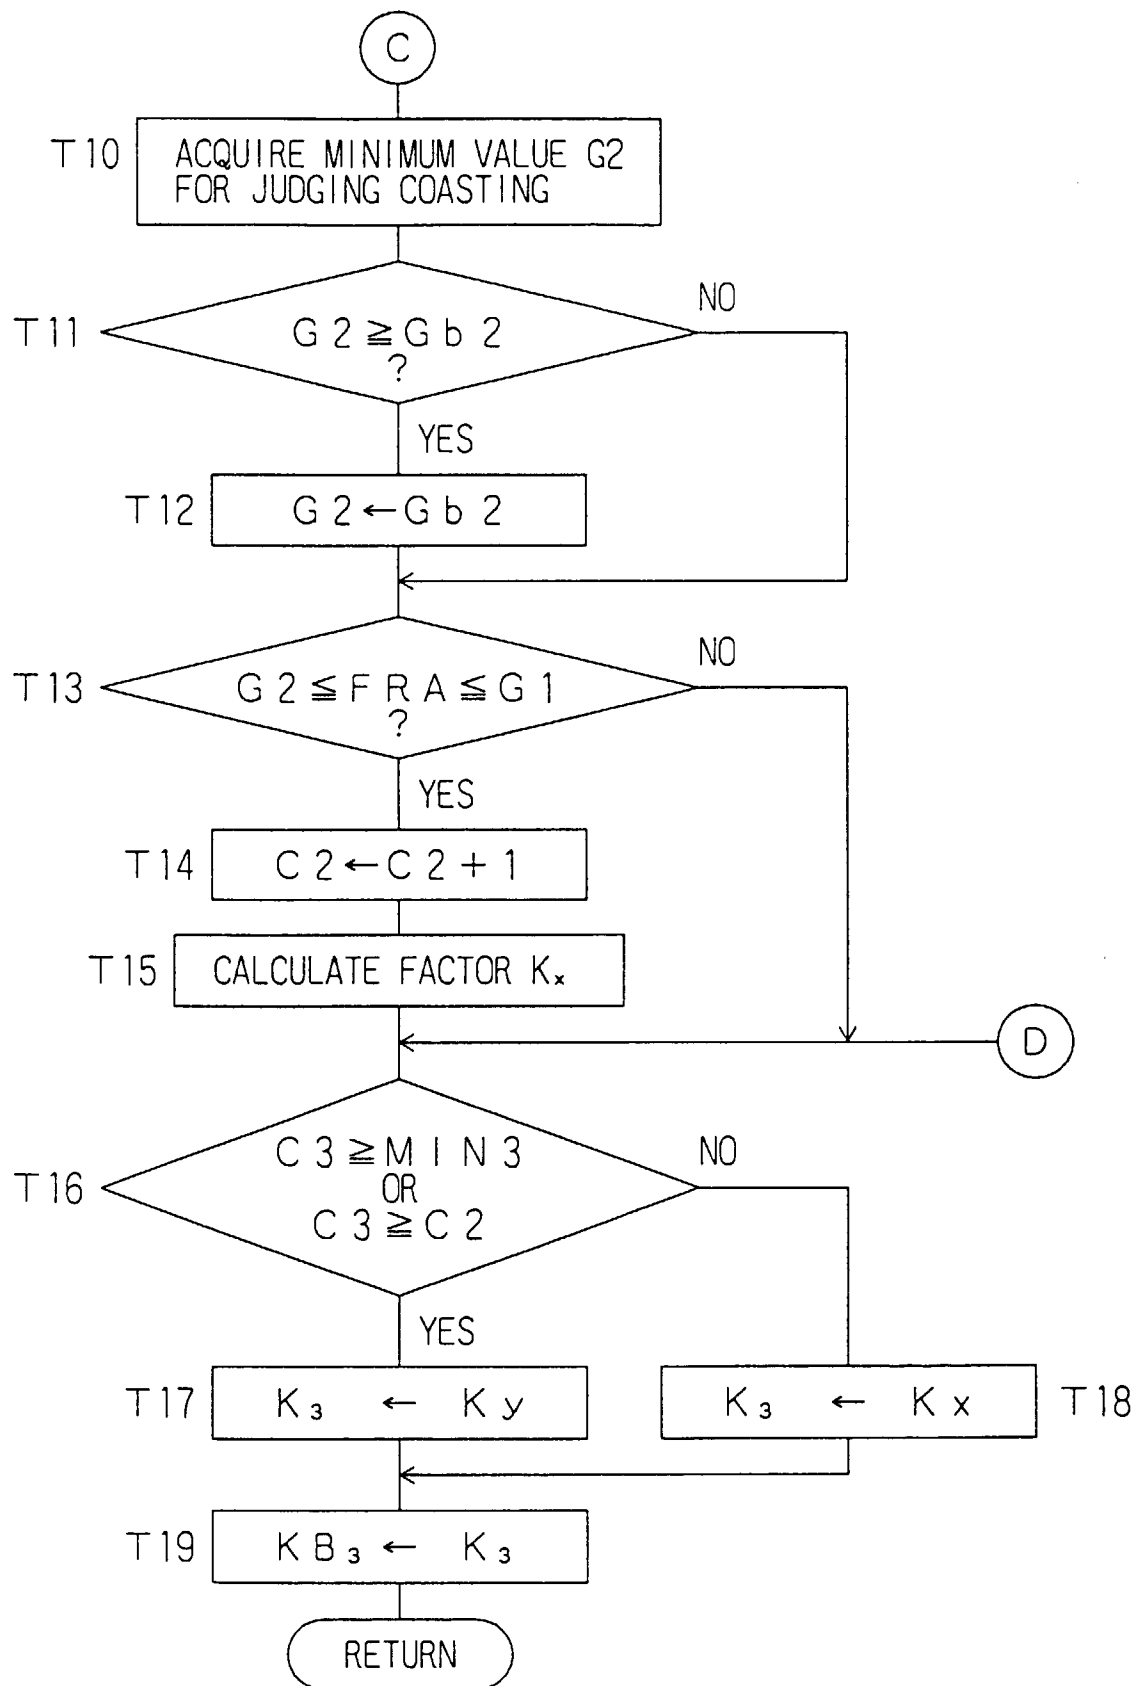 C
T10
ACQUIRE MINIMUM VALUE G2
FOR JUDGING COASTING
NO
T11
G2≧Gb2
?
YES
T12
G2←Gb2
NO
T13
G2≦FRA≦G1
?
YES
T14
C2←C2+1
T15
CALCULATE FACTOR Kₓ
D
C3≧MIN3
NO
T16
OR
C3≧C2
YES
T17
K₃ ← Ky
K₃ ← Kx
T18
T19
KB₃ ← K₃
RETURN